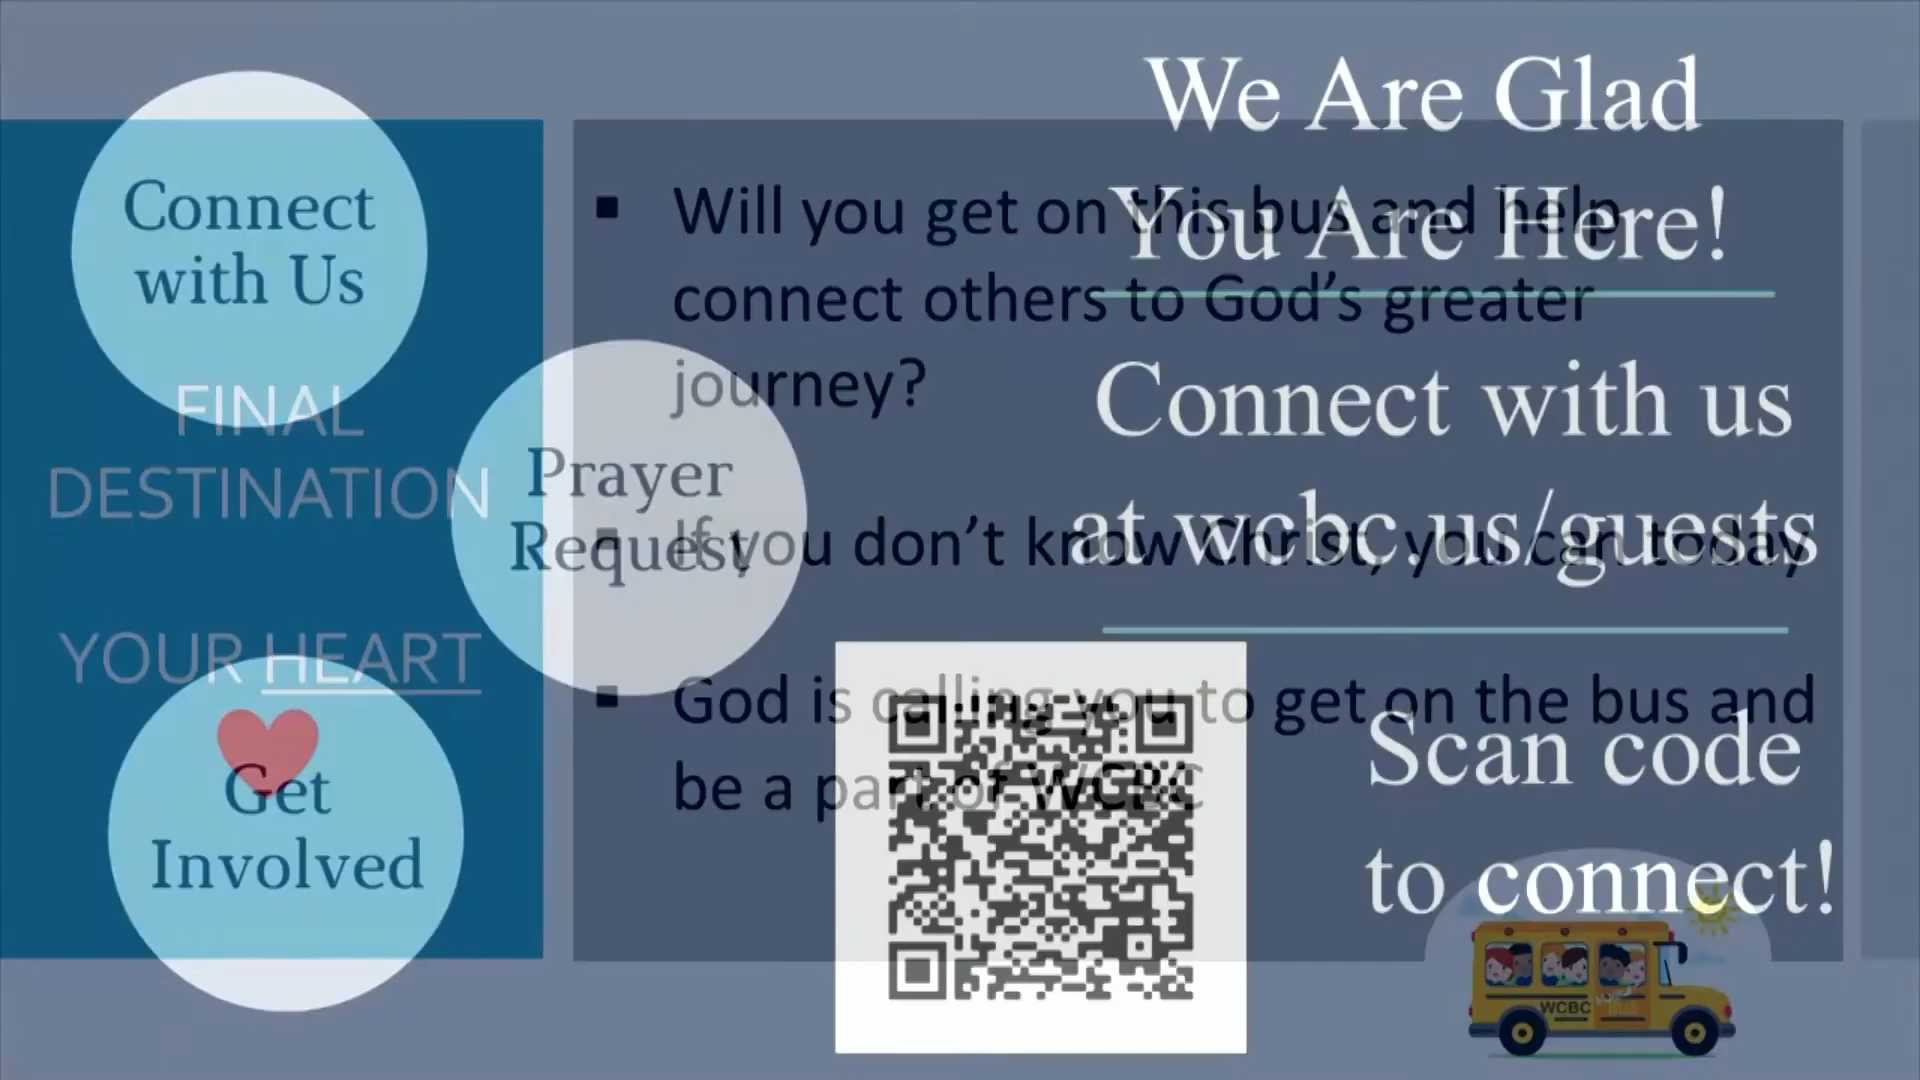 Connect
with Us
FINAL
DESTINATION
YOUR HEART
Get
Involved
Prayer
Request
Will you get on this bus and help
connect others to God's greater
journey?
If you don't know Christ, you can today
God is calling you to get on the bus and
be a part of WCBC
We Are Glad
You Are Here!
Connect with us
at wcbc.us/guests
Scan code
to connect!
WCBC